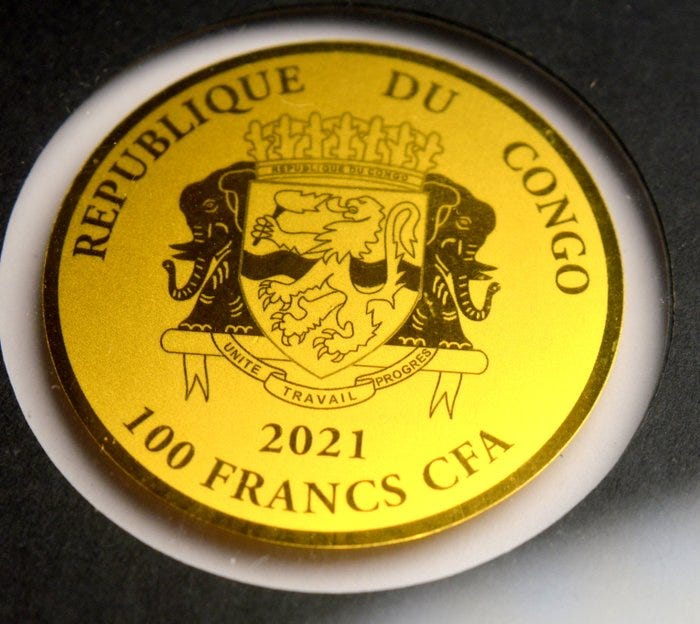 REPUBLIQUE DU CONGO
REPUBLIQUE DU CONGO
UNITE TRAVAIL PROGRES
2021
100 FRANCS CFA